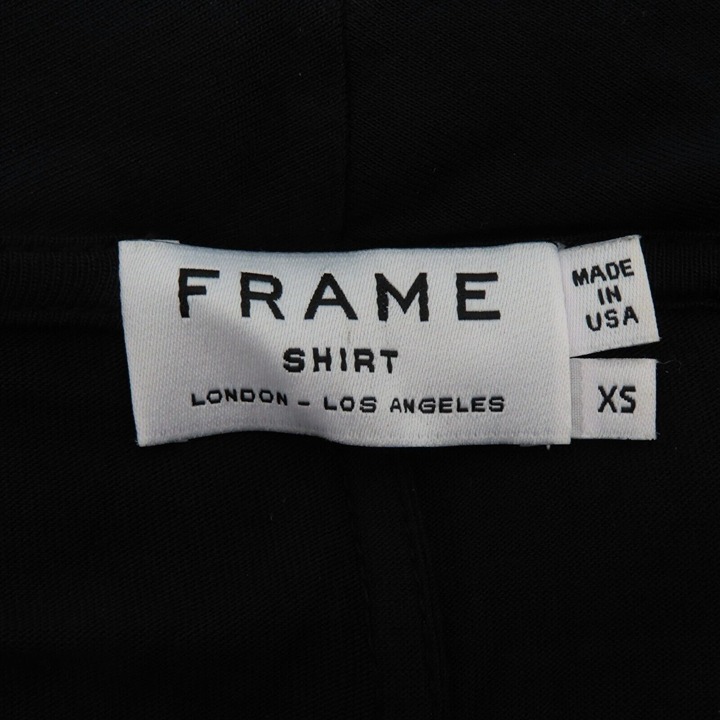 FRAME
SHIRT
LONDON - LOS ANGELES
MADE
IN
USA
XS